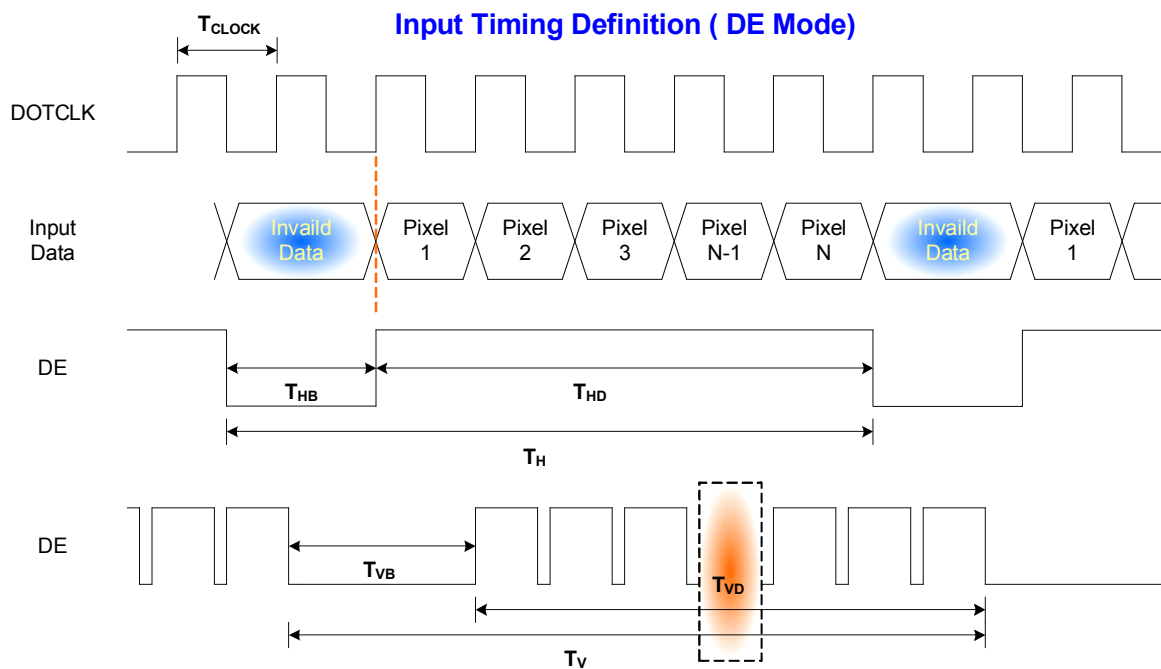 Input Timing Definition ( DE Mode)
TCLOCK
DOTCLK
Input
Data
Invaild
Data
Pixel
1
Pixel
2
Pixel
3
Pixel
N-1
Pixel
N
Invaild
Data
Pixel
1
DE
THB
THD
TH
DE
TVB
TVD
TV